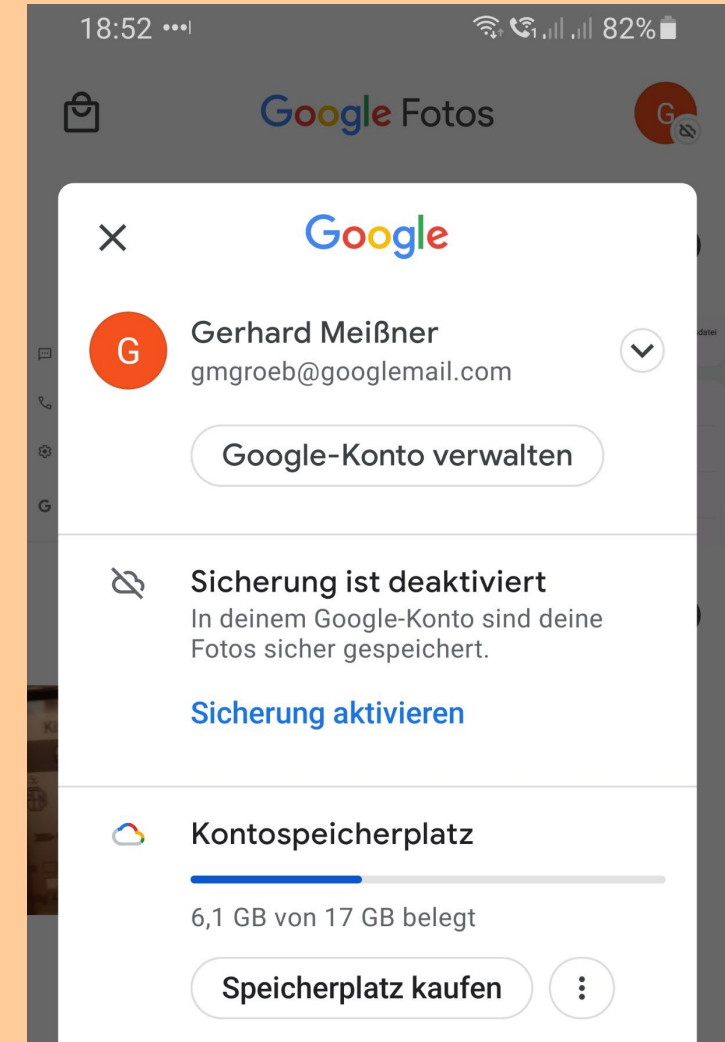 18:52
82%
Google Fotos
G
Google
G
Gerhard Meißner
gmgroeb@googlemail.com
datei
Google-Konto verwalten
G
Sicherung ist deaktiviert
In deinem Google-Konto sind deine
Fotos sicher gespeichert.
Sicherung aktivieren
Kontospeicherplatz
6,1 GB von 17 GB belegt
Speicherplatz kaufen